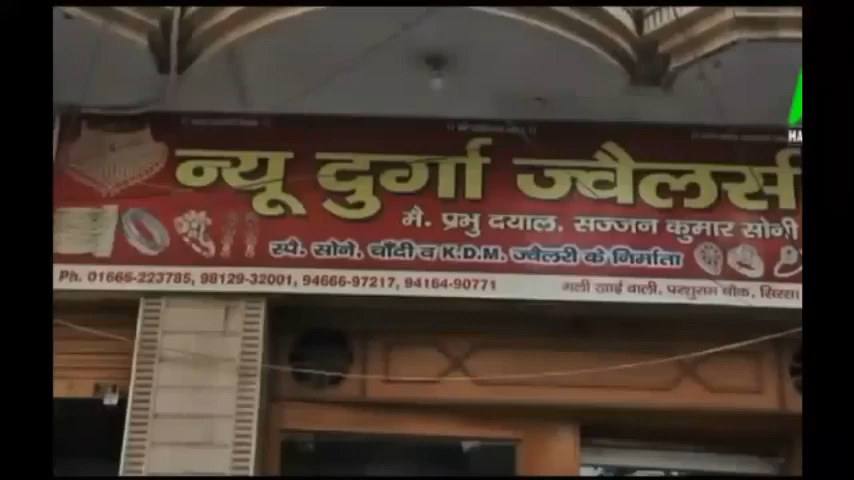 न्यू दुर्गा ज्वैलर्स
मै. प्रभु दयाल, सज्जन कुमार सोनी
स्पे. सोने, चाँदी व K.D.M. ज्वैलरी के निर्माता
Ph. 01666-223785, 98129-32001, 94666-97217, 94164-90771
गली खाई वाली, परशुराम चौक, सिरसा